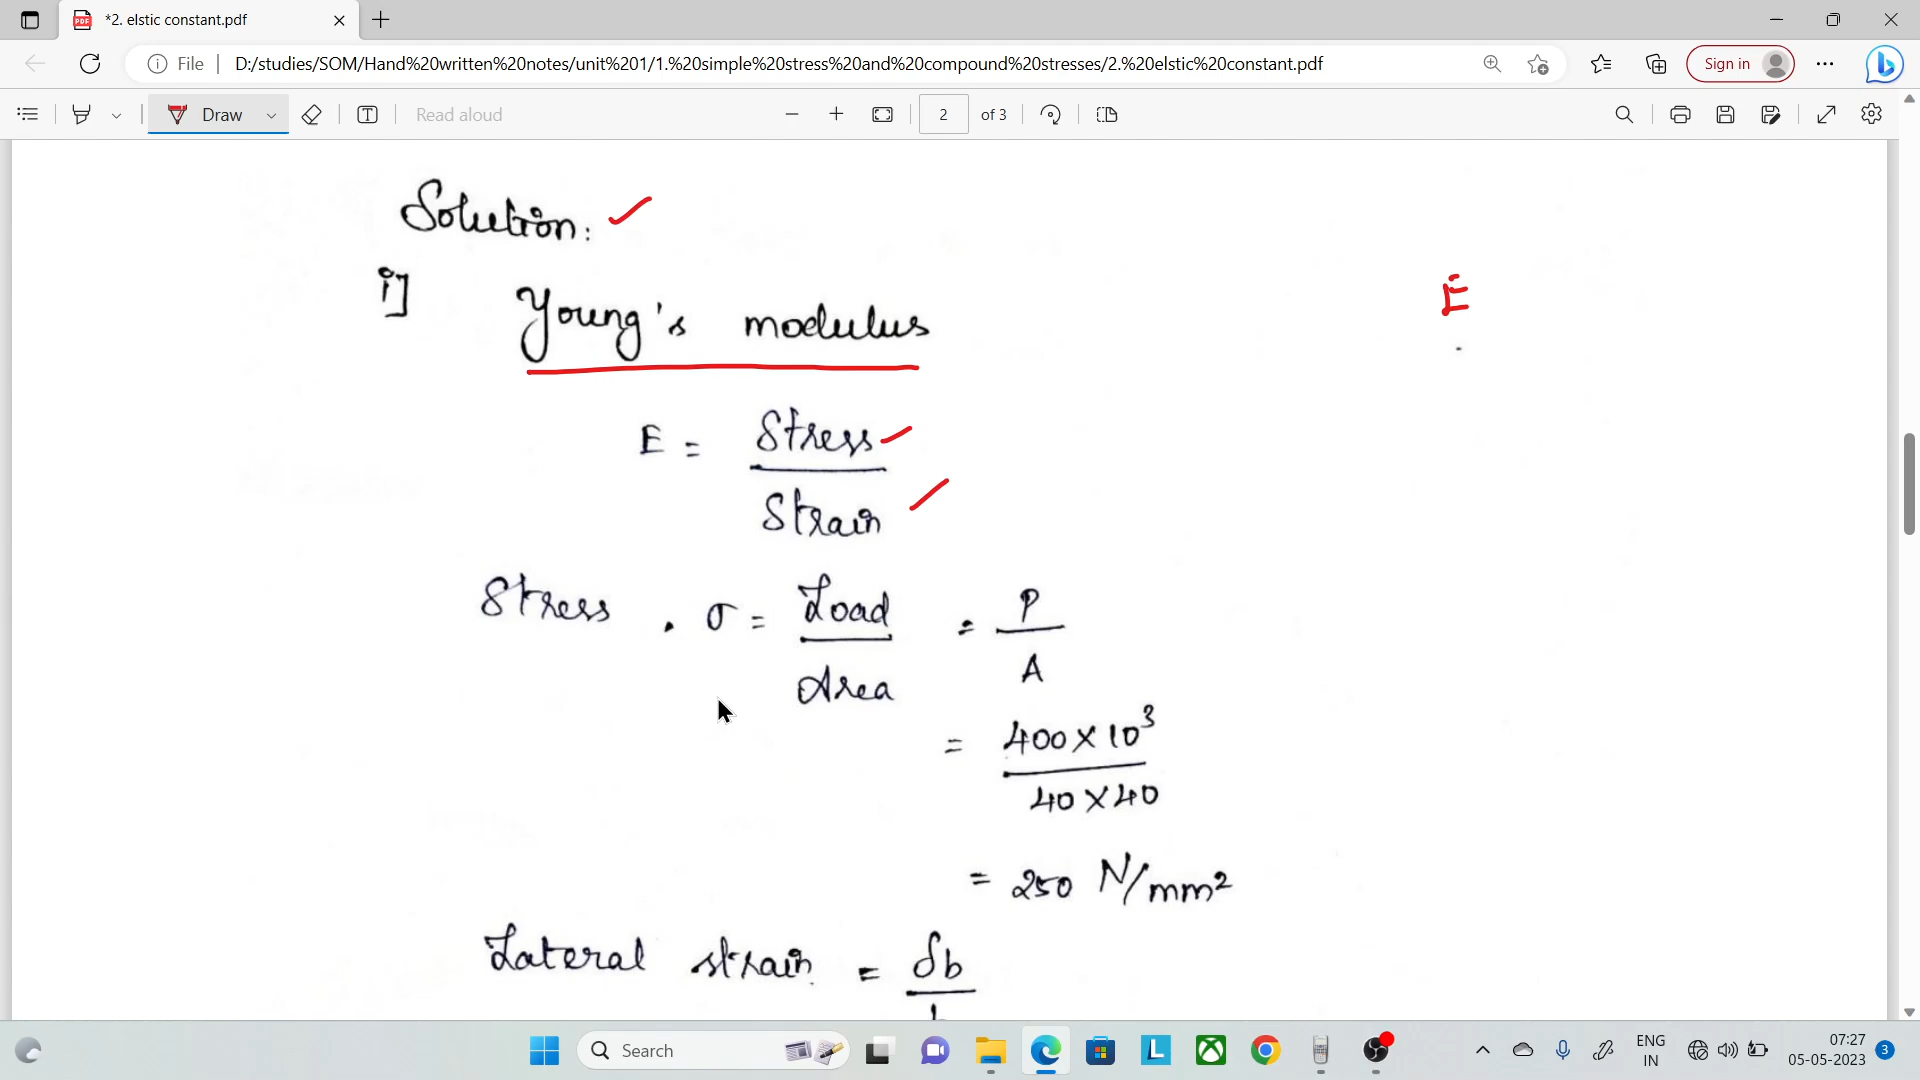 *2. elstic constant.pdf
File
D:/studies/SOM/Hand%20written%20notes/unit%201/1.%20simple%20stress%20and%20compound%20stresses/2.%20elstic%20constant.pdf
Sign in
Draw
Read aloud
2 of 3
Solution:
i]
Young's modulus
E
E = Stress
Strain
Stress . σ = Load = P
Area A
= 400 × 10³
40 × 40
= 250 N/mm²
Lateral strain = δb
Search
ENG
IN
07:27
05-05-2023
3